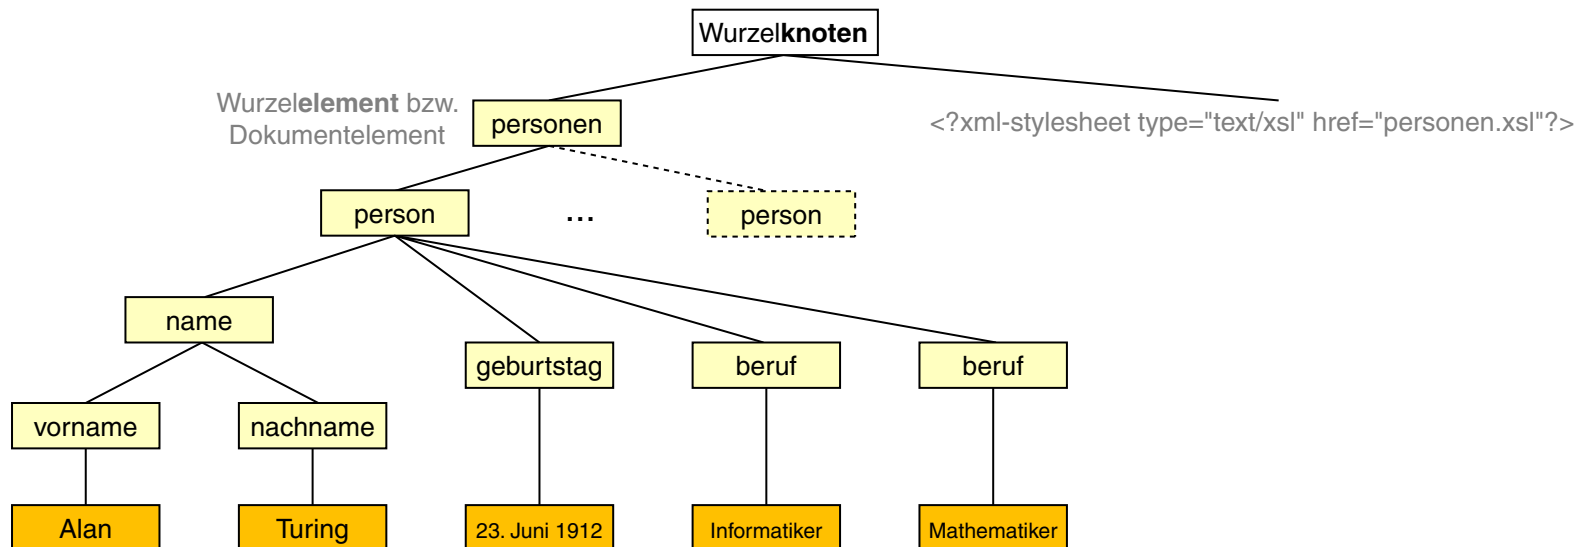 Wurzelknoten
Wurzelelement bzw.
Dokumentelement
personen
<?xml-stylesheet type="text/xsl" href="personen.xsl"?>
person
...
person
name
geburtstag
beruf
beruf
vorname
nachname
Alan
Turing
23. Juni 1912
Informatiker
Mathematiker